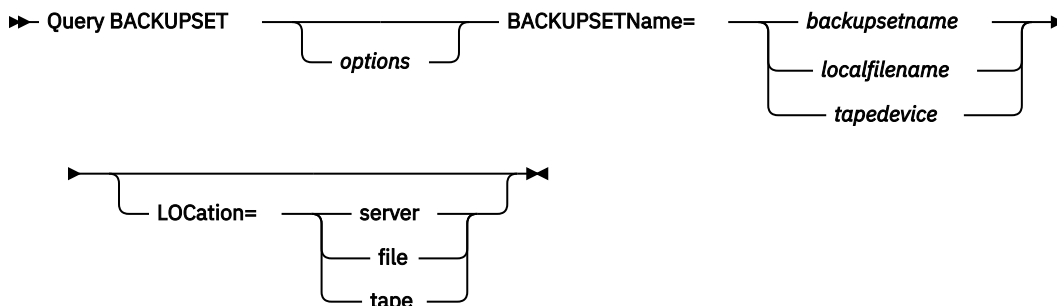 Query BACKUPSET options BACKUPSETName= backupsetname
localfilename
tapedevice
LOCation= server
file
tape